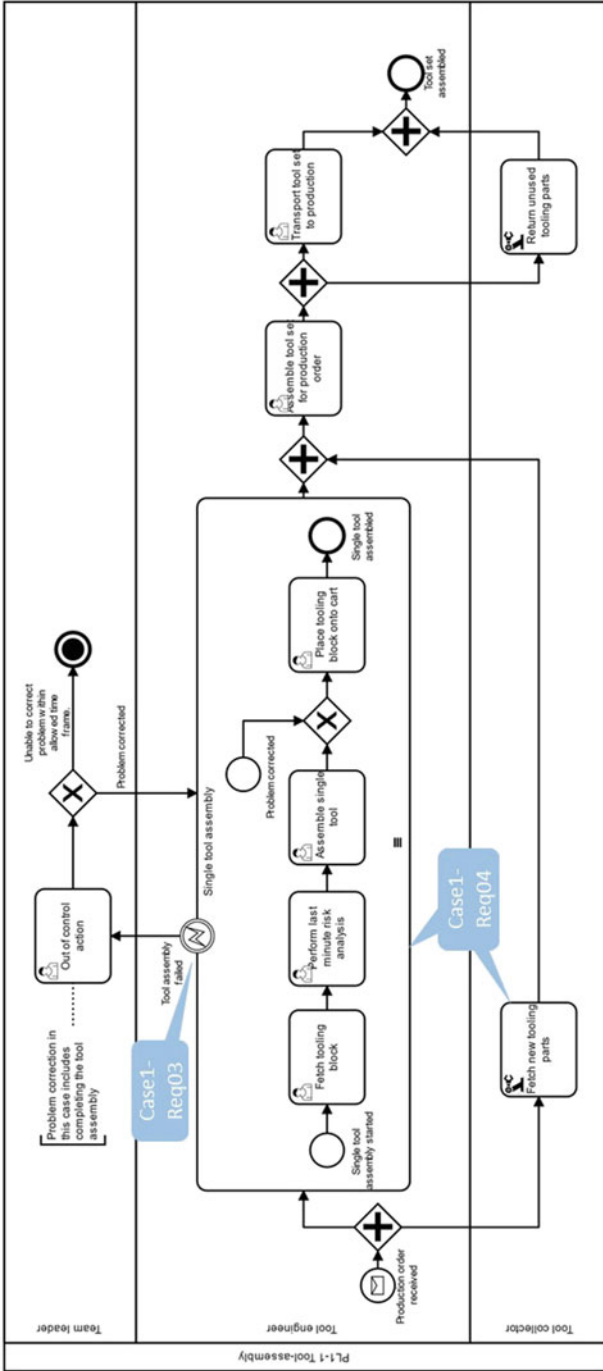 PL1-1 Tool-assembly
Team leader
Problem correction in
this case includes
completing the tool
assembly
Out of control
action
Unable to correct
problem within
allowed time
frame.
Problem corrected
Tool engineer
Production order
received
Tool assembly
failed
Case1-
Req03
Single tool assembly
Single tool
assembly started
Fetch tooling
block
Perform last
minute risk
analysis
Assemble single
tool
Problem corrected
Place tooling
block onto cart
Single tool
assembled
Assemble tool set
for production
order
Transport tool set
to production
Tool set
assembled
Tool collector
Case1-
Req04
Fetch new tooling
parts
Return unused
tooling parts